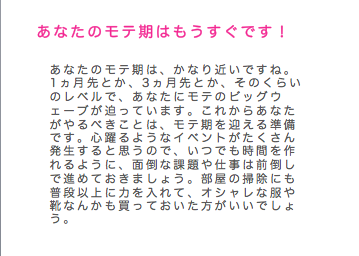 あなたのモテ期はもうすぐです！
あなたのモテ期は、かなり近いですね。
1ヵ月先とか、3ヵ月先とか、そのくらい
のレベルで、あなたにモテのビッグウ
ェーブが迫っています。これからあなた
がやるべきことは、モテ期を迎える準備
です。心躍るようなイベントがたくさん
発生すると思うので、いつでも時間を作
れるように、面倒な課題や仕事は前倒し
で進めておきましょう。部屋の掃除にも
普段以上に力を入れて、オシャレな服や
靴なんかも買っておいた方がいいでしょ
う。